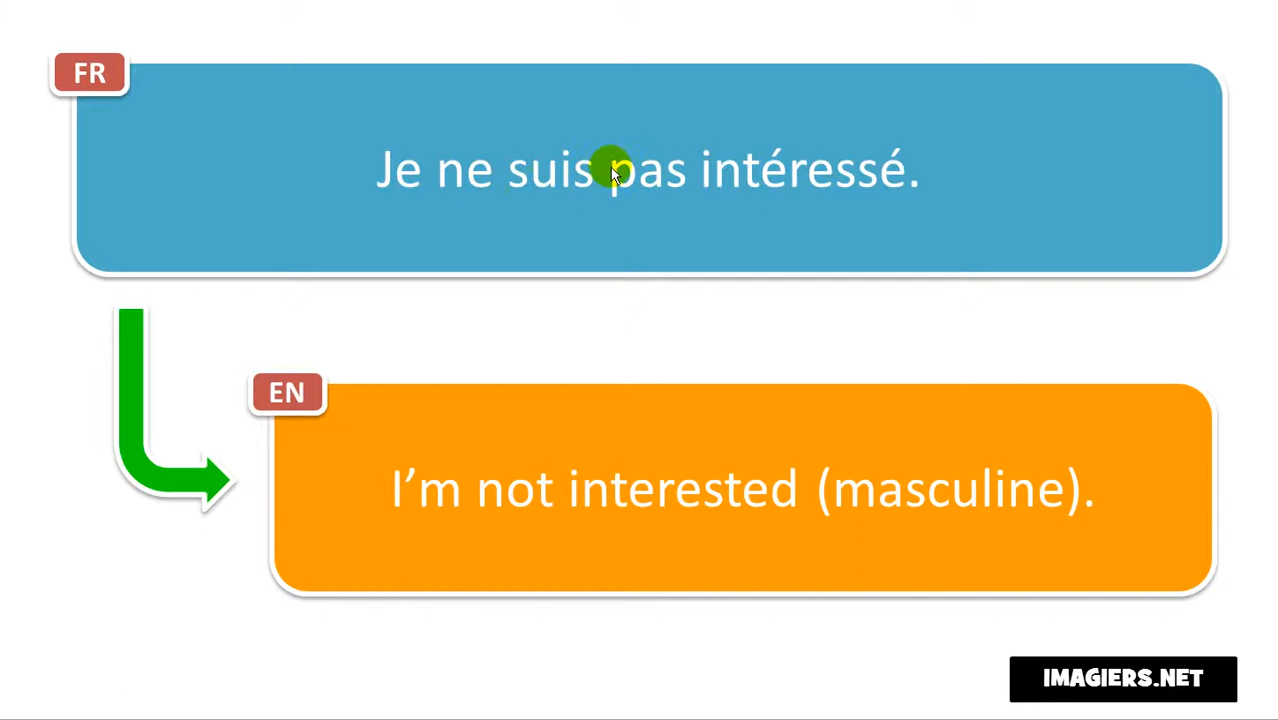 FR
Je ne suis pas intéressé.
EN
I’m not interested (masculine).
IMAGIERS.NET